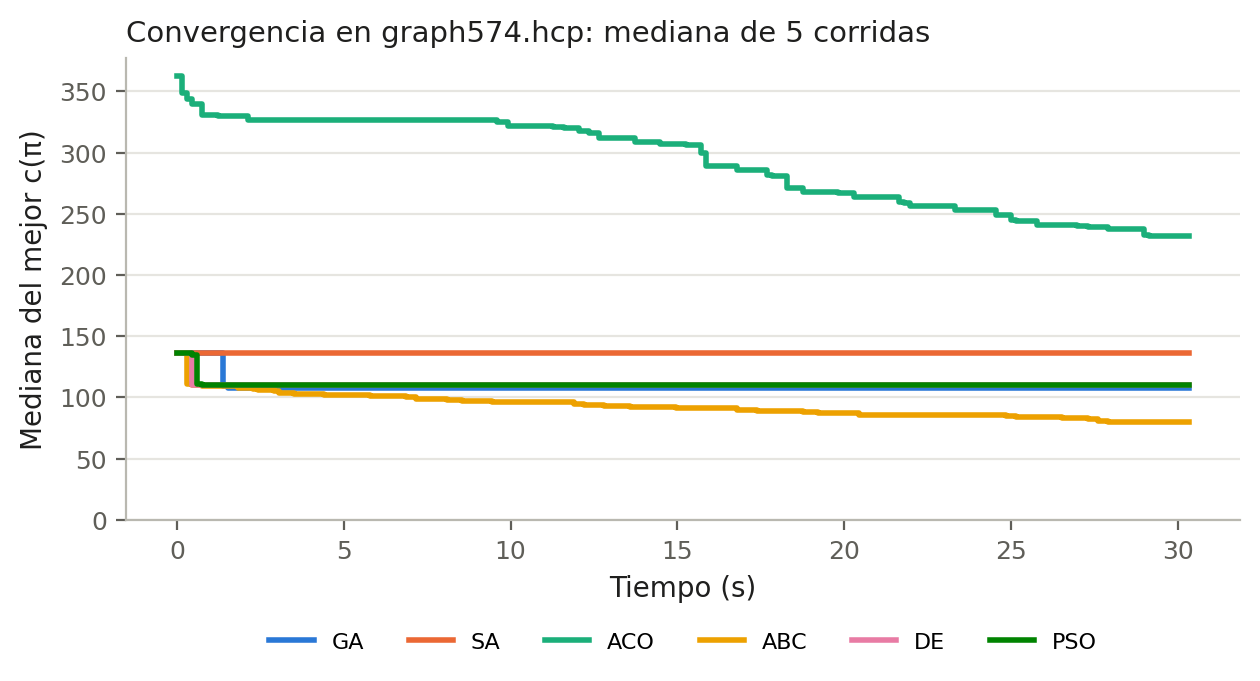 Convergencia en graph574.hcp: mediana de 5 corridas
Mediana del mejor c(π)
350
300
250
200
150
100
50
0
0 5 10 15 20 25 30
Tiempo (s)
GA SA ACO ABC DE PSO